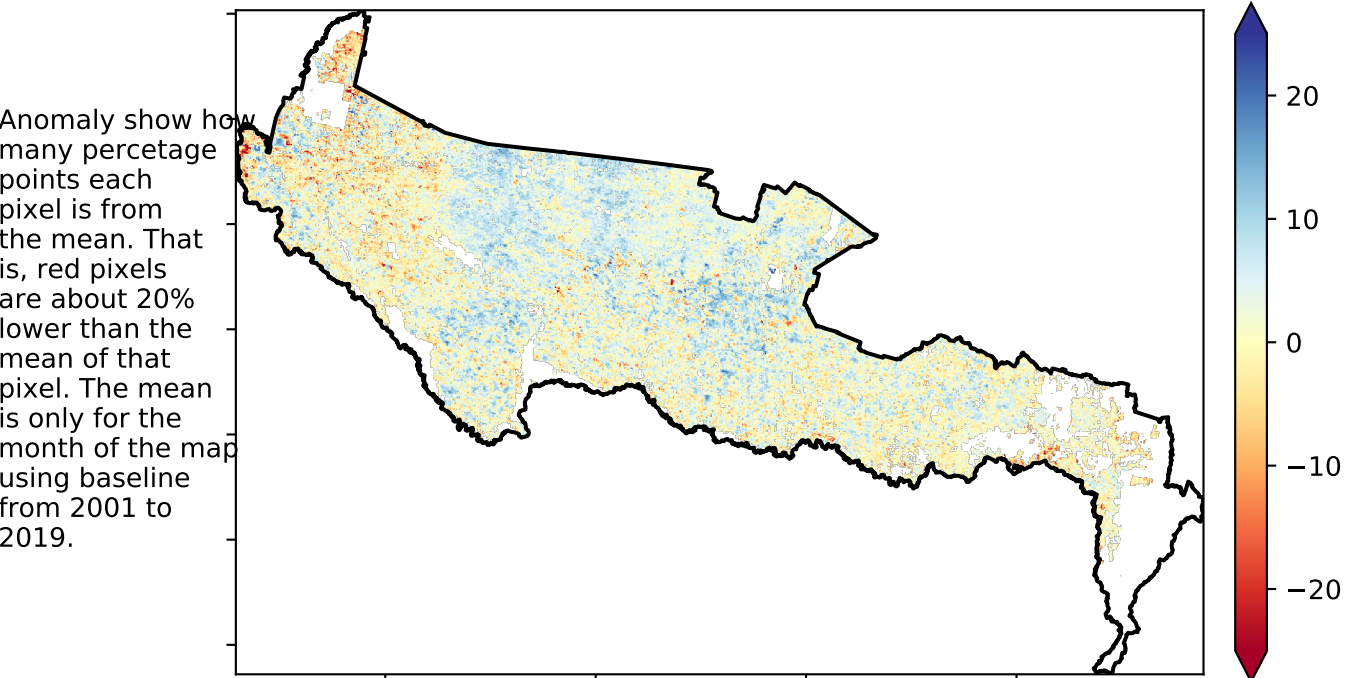 Anomaly show how
many percetage
points each
pixel is from
the mean. That
is, red pixels
are about 20%
lower than the
mean of that
pixel. The mean
is only for the
month of the map
using baseline
from 2001 to
2019.
20
10
0
−10
−20